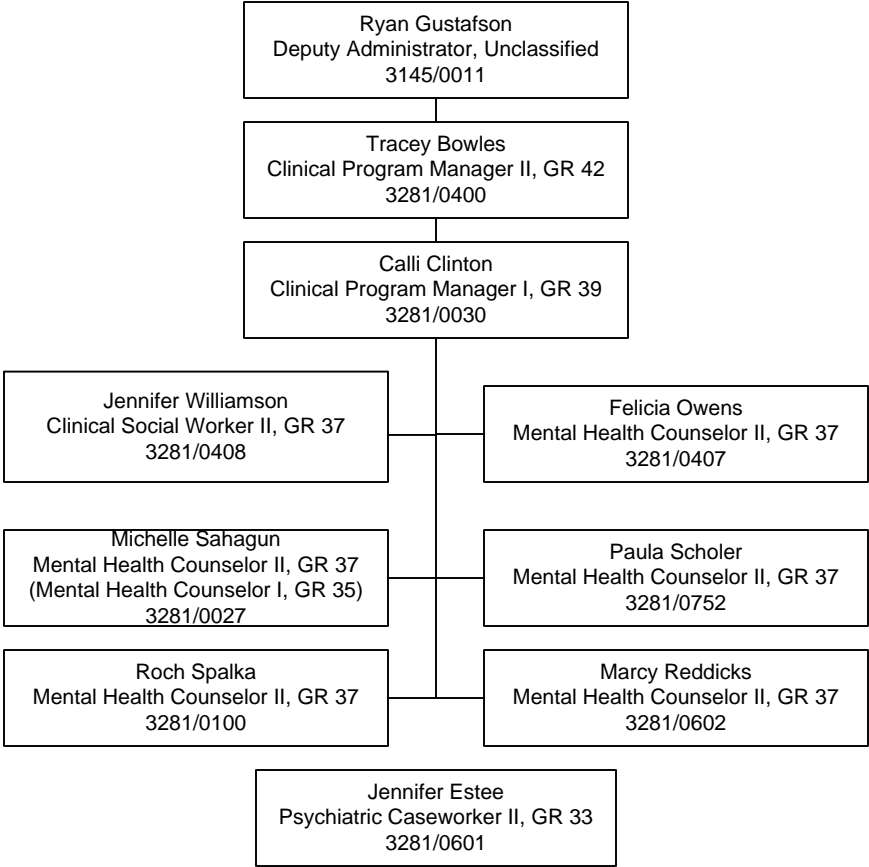 Ryan Gustafson
Deputy Administrator, Unclassified
3145/0011
Tracey Bowles
Clinical Program Manager II, GR 42
3281/0400
Calli Clinton
Clinical Program Manager I, GR 39
3281/0030
Jennifer Williamson
Clinical Social Worker II, GR 37
3281/0408
Felicia Owens
Mental Health Counselor II, GR 37
3281/0407
Michelle Sahagun
Mental Health Counselor II, GR 37
(Mental Health Counselor I, GR 35)
3281/0027
Paula Scholer
Mental Health Counselor II, GR 37
3281/0752
Roch Spalka
Mental Health Counselor II, GR 37
3281/0100
Marcy Reddicks
Mental Health Counselor II, GR 37
3281/0602
Jennifer Estee
Psychiatric Caseworker II, GR 33
3281/0601